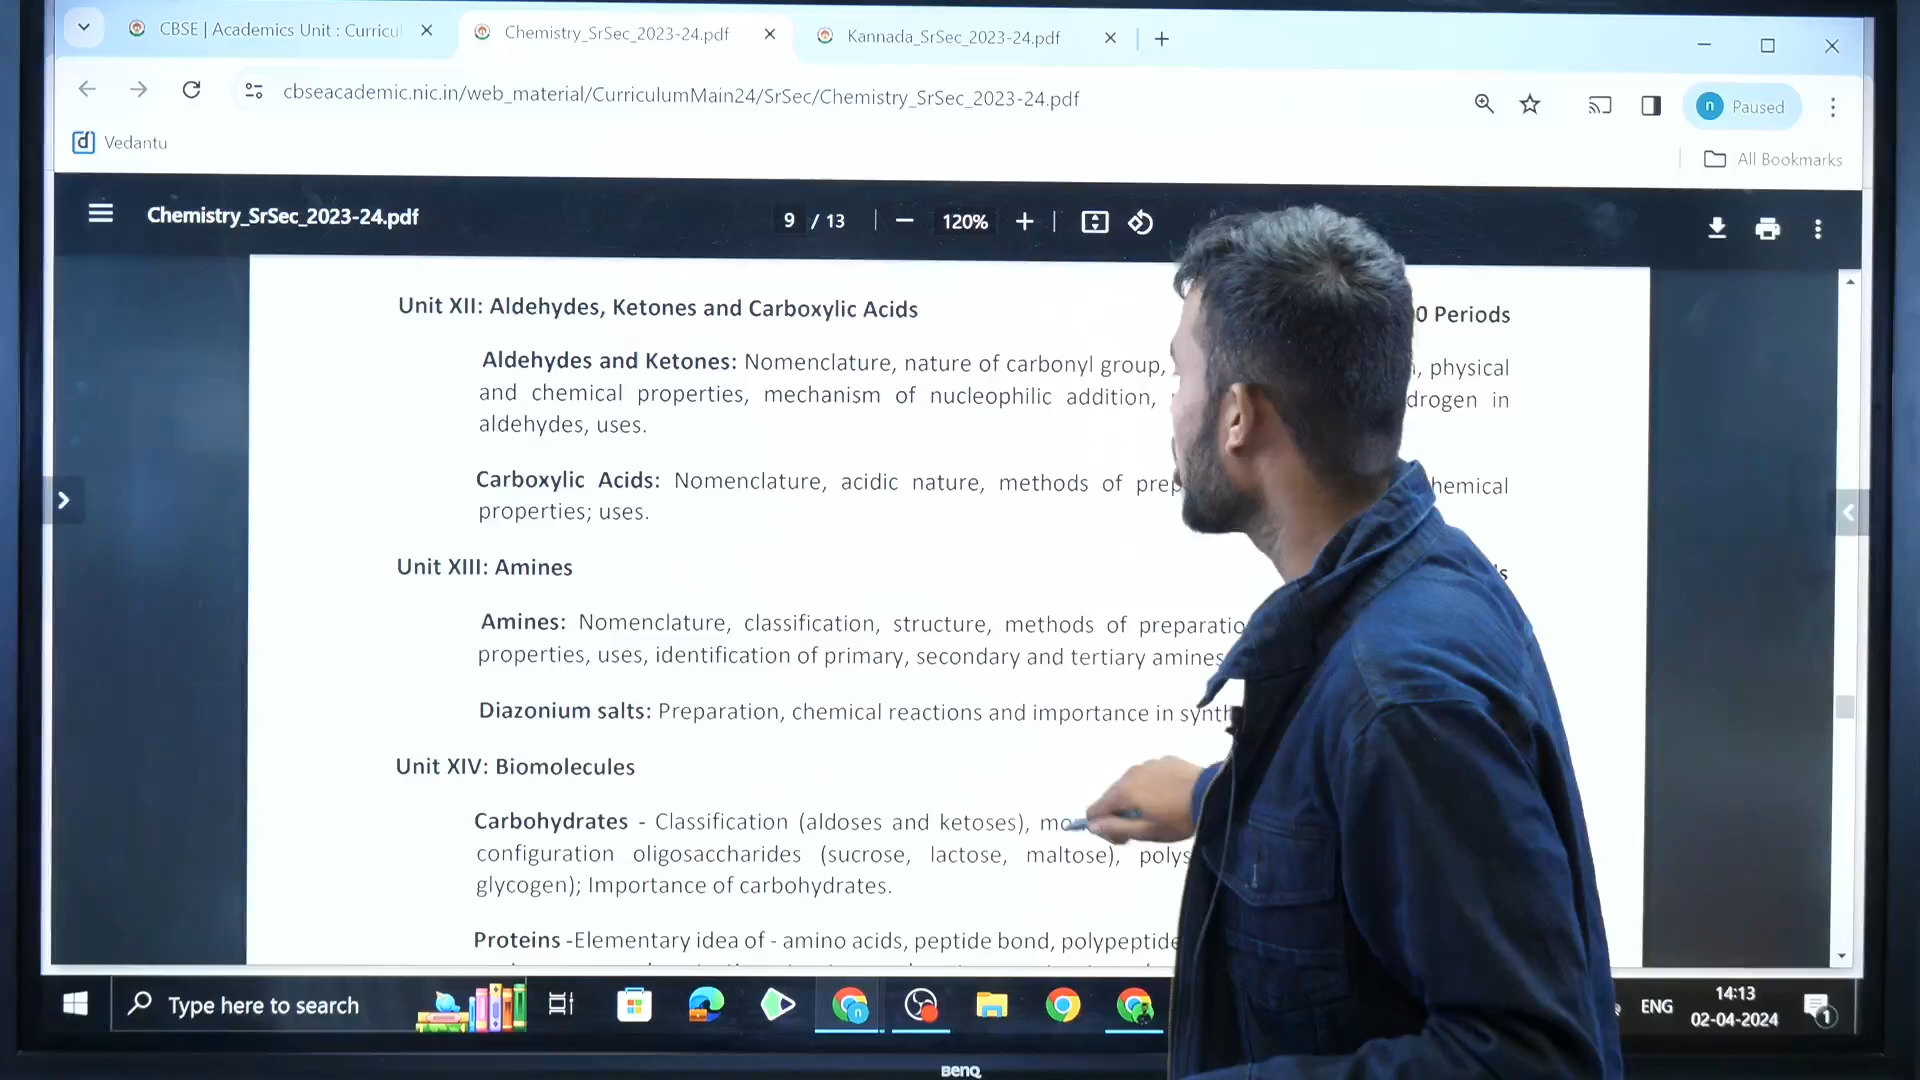 CBSE | Academics Unit : Curricu
Chemistry_SrSec_2023-24.pdf
Kannada_SrSec_2023-24.pdf
cbseacademic.nic.in/web_material/CurriculumMain24/SrSec/Chemistry_SrSec_2023-24.pdf
n Paused
Vedantu
All Bookmarks
Chemistry_SrSec_2023-24.pdf
9 / 13
120%
Unit XII: Aldehydes, Ketones and Carboxylic Acids 0 Periods
Aldehydes and Ketones: Nomenclature, nature of carbonyl group, physical
and chemical properties, mechanism of nucleophilic addition, drogen in
aldehydes, uses.
Carboxylic Acids: Nomenclature, acidic nature, methods of prep hemical
properties; uses.
Unit XIII: Amines
Amines: Nomenclature, classification, structure, methods of preparatio
properties, uses, identification of primary, secondary and tertiary amines
Diazonium salts: Preparation, chemical reactions and importance in synth
Unit XIV: Biomolecules
Carbohydrates - Classification (aldoses and ketoses), mo
configuration oligosaccharides (sucrose, lactose, maltose), polys
glycogen); Importance of carbohydrates.
Proteins -Elementary idea of - amino acids, peptide bond, polypeptide
Type here to search
n
ENG
14:13
02-04-2024
1
BenQ